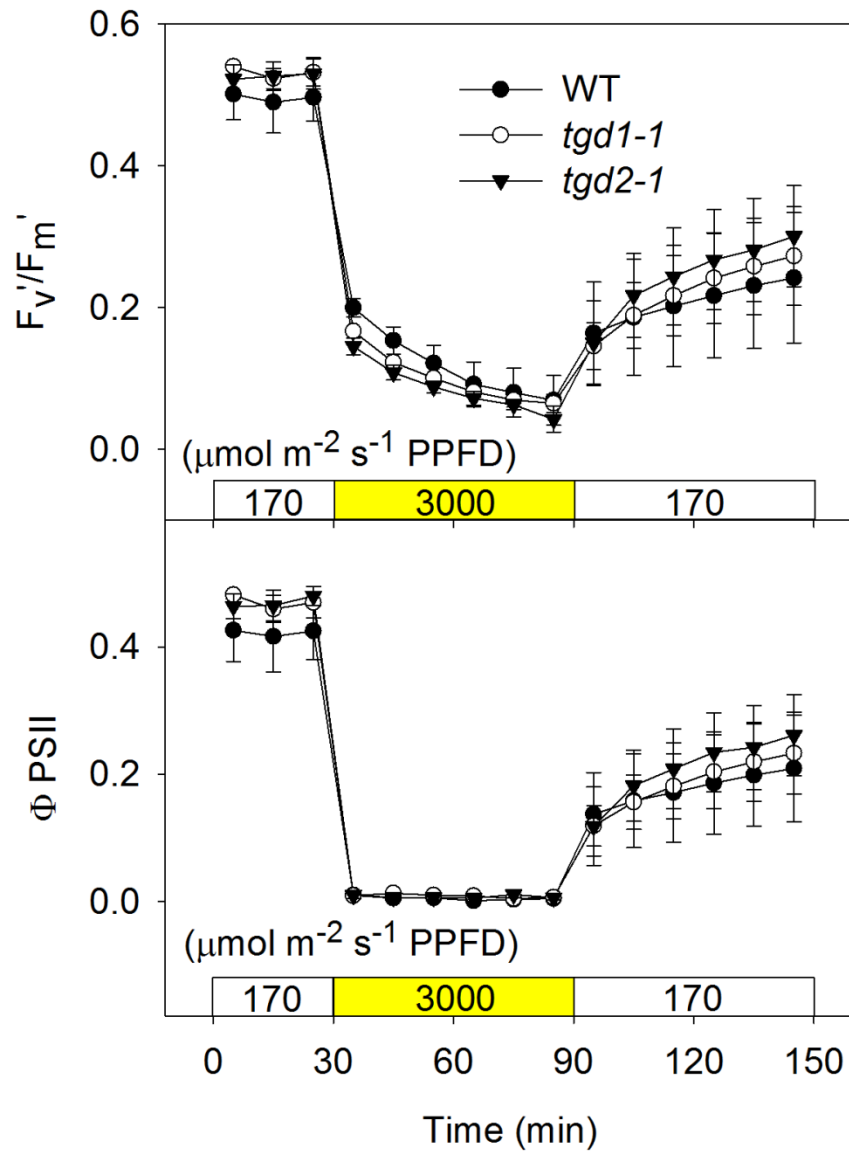 0.6
WT
tgd1-1
tgd2-1
0.4
Fv'/Fm'
0.2
0.0
(μmol m-2 s-1 PPFD)
170 3000 170
0.4
Φ PSII
0.2
0.0
(μmol m-2 s-1 PPFD)
170 3000 170
0 30 60 90 120 150
Time (min)